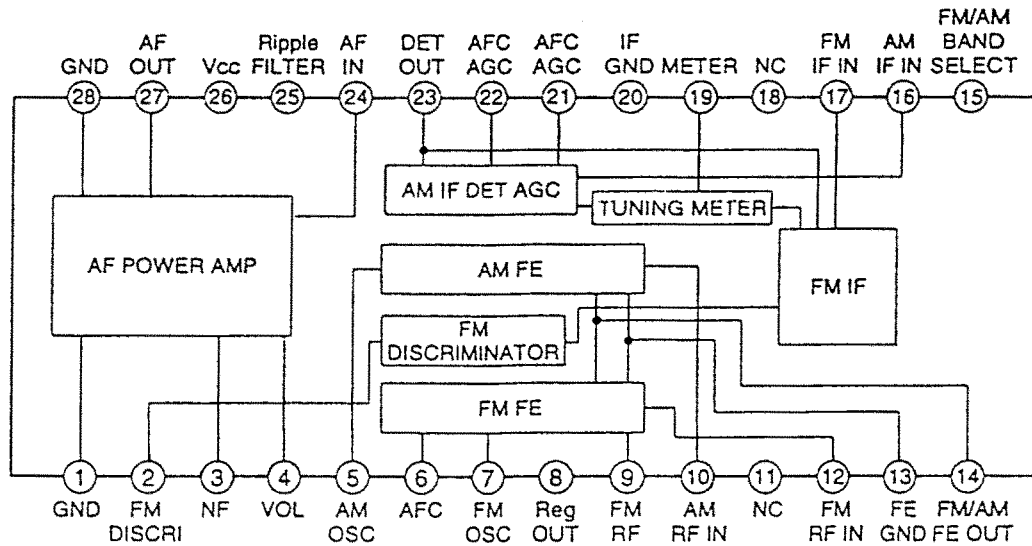 FM/AM
AF Ripple AF DET AFC AFC IF FM AM BAND
GND OUT Vcc FILTER IN OUT AGC AGC GND METER NC IF IN IF IN SELECT
28 27 26 25 24 23 22 21 20 19 18 17 16 15
AM IF DET AGC
TUNING METER
AF POWER AMP
AM FE
FM IF
FM
DISCRIMINATOR
FM FE
1 2 3 4 5 6 7 8 9 10 11 12 13 14
GND FM NF VOL AM AFC FM Reg FM AM NC FM FE FM/AM
DISCRI OSC OSC OUT RF RF IN RF IN GND FE OUT